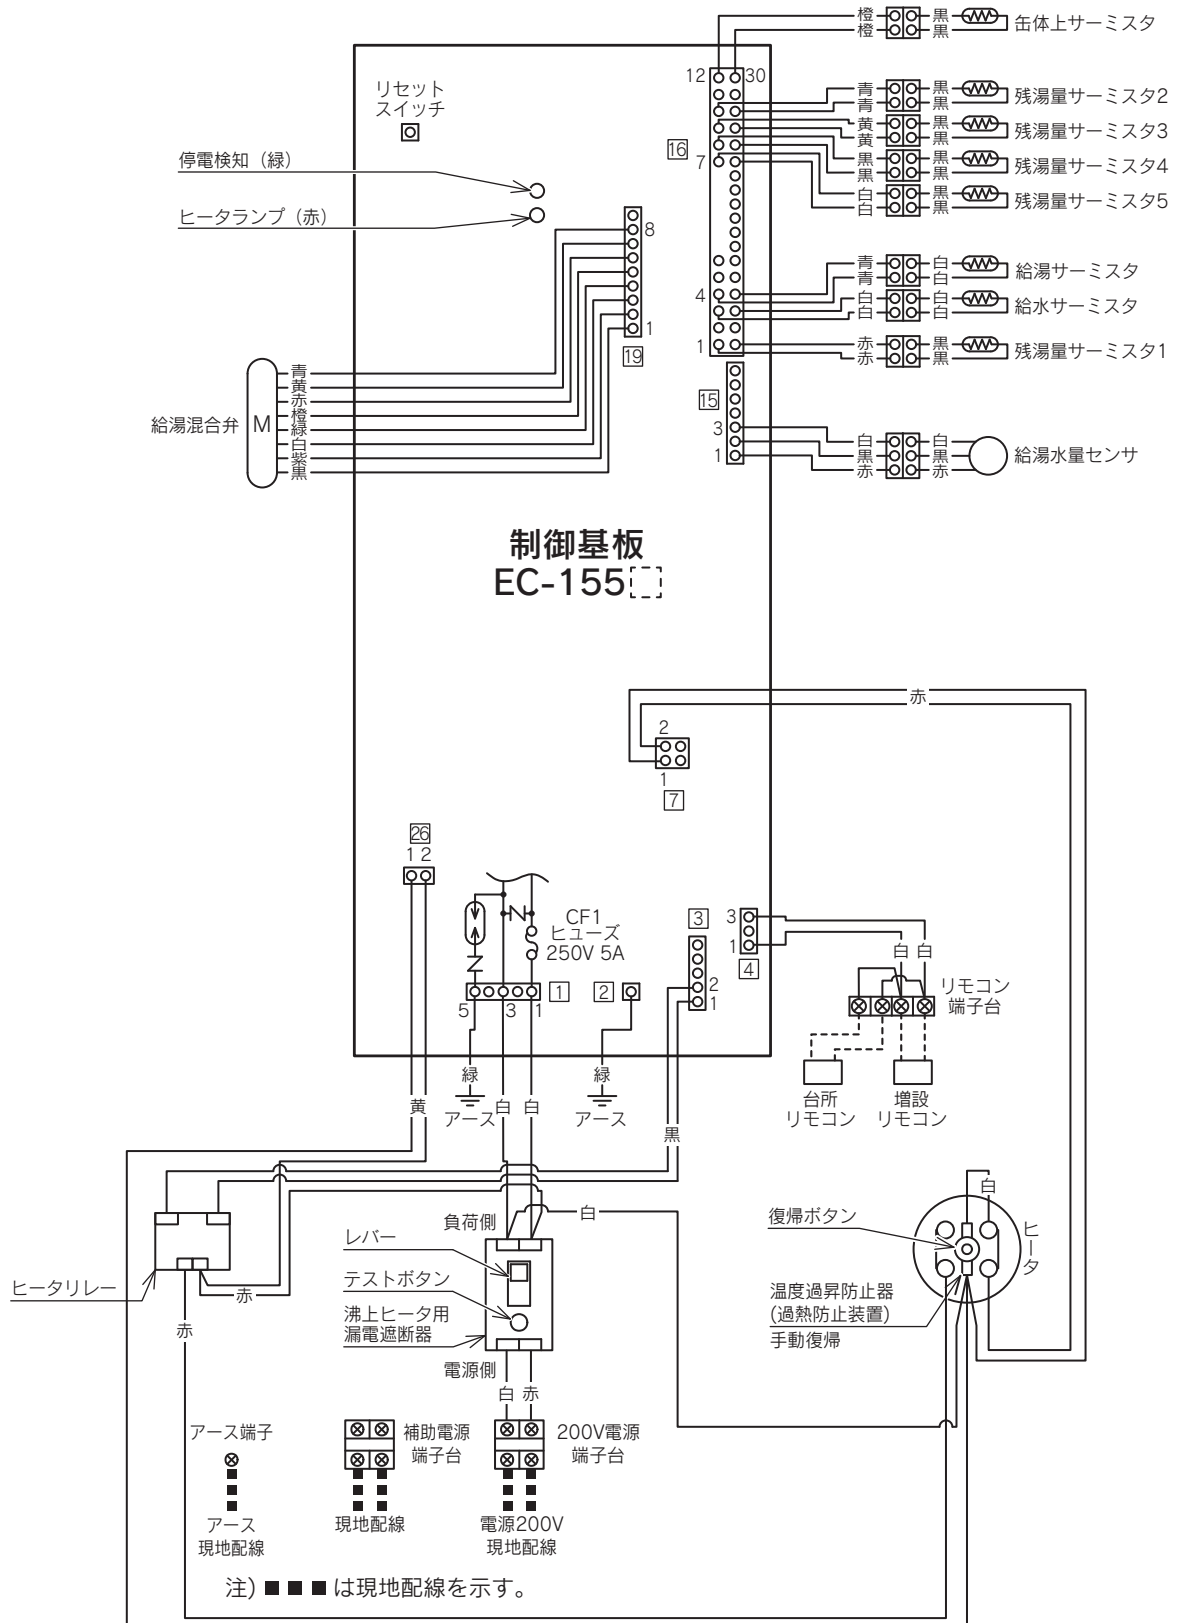 橙 黒
橙 黒
缶体上サーミスタ
リセット
スイッチ
12 30
青 黒
青 黒
残湯量サーミスタ2
黄 黒
黄 黒
残湯量サーミスタ3
16
7
黒 黒
黒 黒
残湯量サーミスタ4
白 黒
白 黒
残湯量サーミスタ5
停電検知（緑）
ヒータランプ（赤）
8
1
19
青 白
青 白
給湯サーミスタ
4
白 白
白 白
給水サーミスタ
1
赤 黒
赤 黒
残湯量サーミスタ1
給湯混合弁
M
青
黄
赤
橙
緑
白
紫
黒
15
3
1
白 白
黒 黒
赤 赤
給湯水量センサ
制御基板
EC-155
赤
2
1
7
26
1 2
CF1
ヒューズ
250V 5A
5 3 1
1
2
3
2
1
3
1
4
白 白
リモコン
端子台
台所
リモコン
増設
リモコン
緑
アース
白 白
緑
アース
黄
黒
負荷側
白
レバー
テストボタン
沸上ヒータ用
漏電遮断器
電源側
白 赤
ヒータリレー
赤
赤
白
復帰ボタン
ヒータ
温度過昇防止器
(過熱防止装置)
手動復帰
アース端子
アース
現地配線
補助電源
端子台
現地配線
200V電源
端子台
電源200V
現地配線
注) ■ ■ ■ は現地配線を示す。